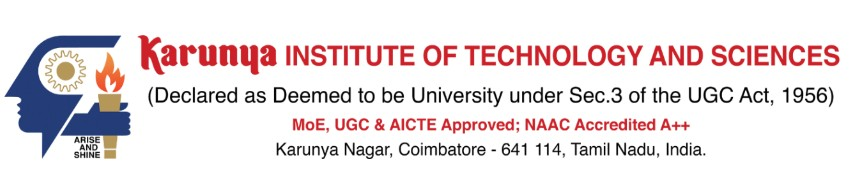 Karunya INSTITUTE OF TECHNOLOGY AND SCIENCES
(Declared as Deemed to be University under Sec.3 of the UGC Act, 1956)
MoE, UGC & AICTE Approved; NAAC Accredited A++
Karunya Nagar, Coimbatore - 641 114, Tamil Nadu, India.
ARISE
AND
SHINE